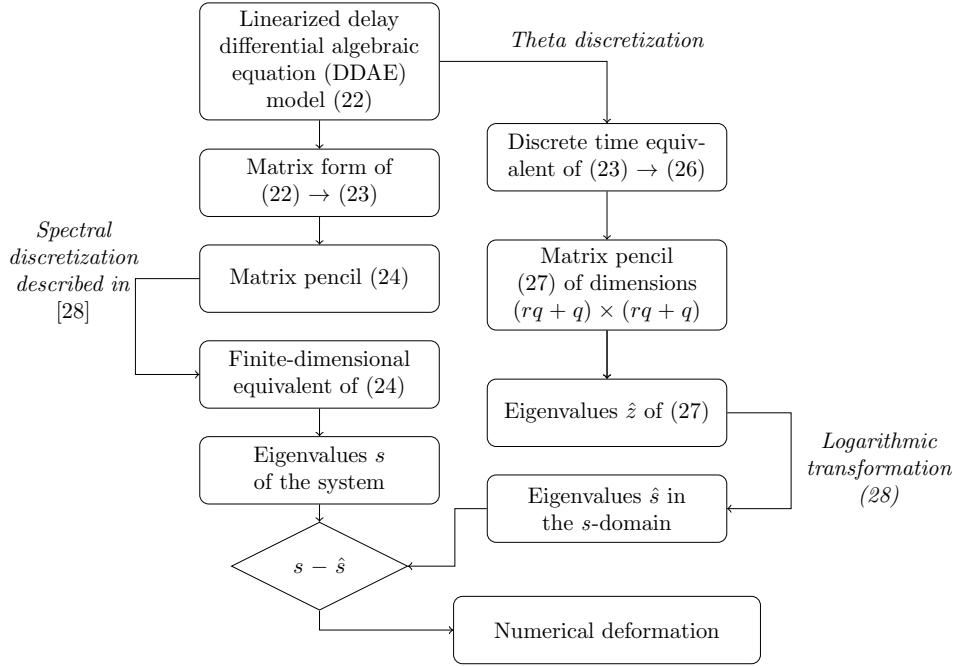 Linearized delay
differential algebraic
equation (DDAE)
model (22)
Theta discretization
Matrix form of
(22) → (23)
Discrete time equiv-
alent of (23) → (26)
Spectral
discretization
described in
[28]
Matrix pencil (24)
Matrix pencil
(27) of dimensions
(rq + q) × (rq + q)
Finite-dimensional
equivalent of (24)
Eigenvalues ẑ of (27)
Logarithmic
transformation
(28)
Eigenvalues s
of the system
Eigenvalues ŝ in
the s-domain
s − ŝ
Numerical deformation